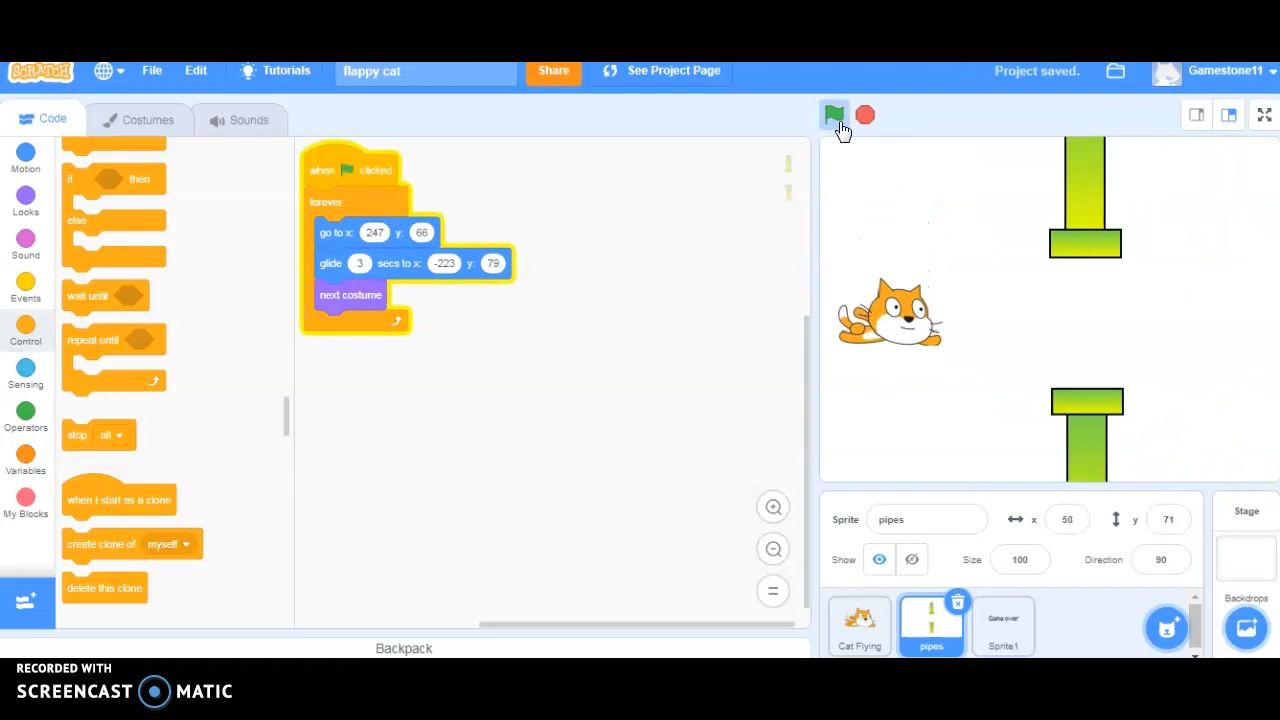 SCRATCH File Edit Tutorials flappy cat Share See Project Page Project saved. Gamestone11
Code Costumes Sounds
Motion
Looks
Sound
Events
Control
Sensing
Operators
Variables
My Blocks
if then
else
wait until
repeat until
stop all
when I start as a clone
create clone of myself
delete this clone
when clicked
forever
go to x: 247 y: 66
glide 3 secs to x: -223 y: 79
next costume
Backpack
Sprite pipes x 50 y 71
Show Size 100 Direction 90
Cat Flying
pipes
Game over
Sprite1
Stage
Backdrops
RECORDED WITH
SCREENCAST MATIC